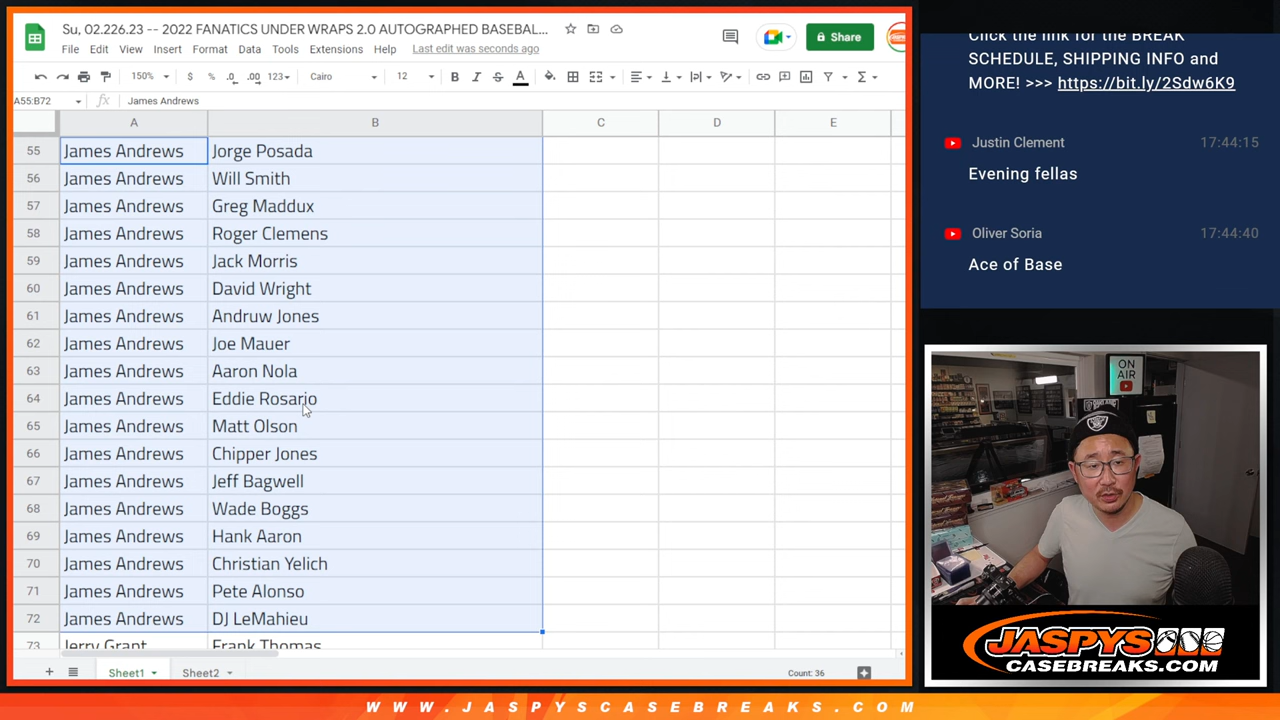 Su, 02.226.23 -- 2022 FANATICS UNDER WRAPS 2.0 AUTOGRAPHED BASEBAL...
Share
File Edit View Insert Format Data Tools Extensions Help Last edit was seconds ago
150% $ % .0 .00 123 Cairo 12 B I S A
A55:B72 fx James Andrews
A B C D E
55 James Andrews Jorge Posada
56 James Andrews Will Smith
57 James Andrews Greg Maddux
58 James Andrews Roger Clemens
59 James Andrews Jack Morris
60 James Andrews David Wright
61 James Andrews Andruw Jones
62 James Andrews Joe Mauer
63 James Andrews Aaron Nola
64 James Andrews Eddie Rosario
65 James Andrews Matt Olson
66 James Andrews Chipper Jones
67 James Andrews Jeff Bagwell
68 James Andrews Wade Boggs
69 James Andrews Hank Aaron
70 James Andrews Christian Yelich
71 James Andrews Pete Alonso
72 James Andrews DJ LeMahieu
73 Jerry Grant Frank Thomas
Sheet1 Sheet2 Count: 36
Click the link for the BREAK
SCHEDULE, SHIPPING INFO and
MORE! >>> https://bit.ly/2Sdw6K9
Justin Clement 17:44:15
Evening fellas
Oliver Soria 17:44:40
Ace of Base
ON
AIR
RAIDERS
JASPYS
CASEBREAKS.COM
WWW.JASPYSCASEBREAKS.COM